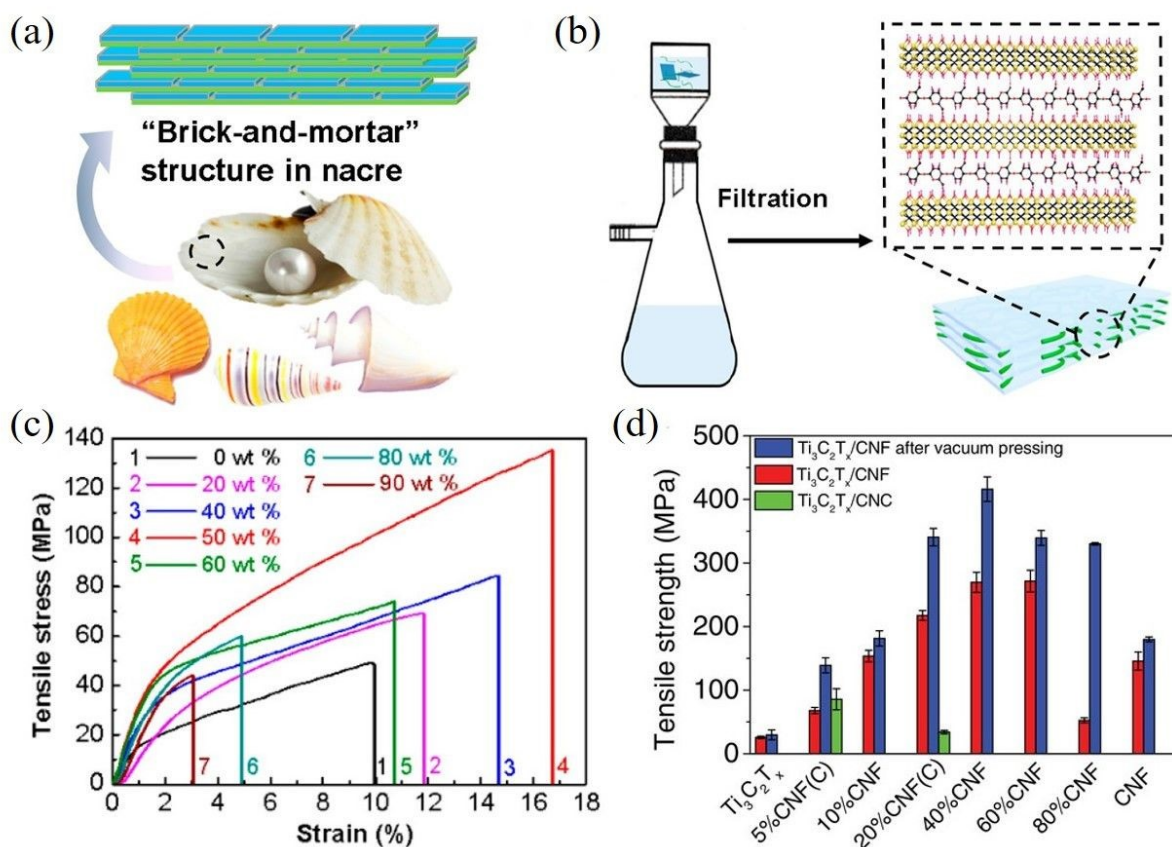 (a)
“Brick-and-mortar”
structure in nacre
(b)
Filtration
(c)
Tensile stress (MPa)
140
120
100
80
60
40
20
0
1 — 0 wt %
2 — 20 wt %
3 — 40 wt %
4 — 50 wt %
5 — 60 wt %
6 — 80 wt %
7 — 90 wt %
7
6
1
5
2
3
4
0 2 4 6 8 10 12 14 16 18
Strain (%)
(d)
Tensile strength (MPa)
500
400
300
200
100
0
Ti₃C₂Tₓ/CNF after vacuum pressing
Ti₃C₂Tₓ/CNF
Ti₃C₂Tₓ/CNC
Ti₃C₂Tₓ
5%CNF(C)
10%CNF
20%CNF(C)
40%CNF
60%CNF
80%CNF
CNF